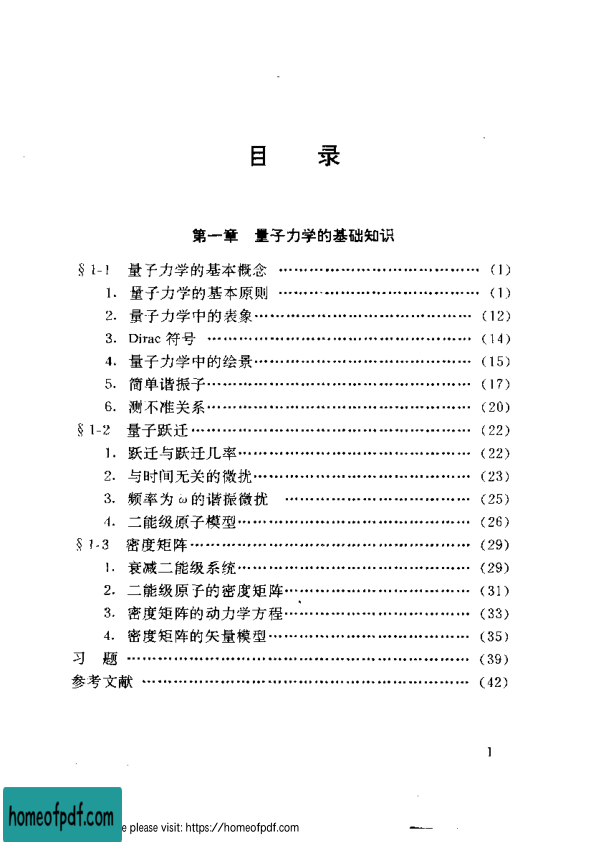 目 录
第一章 量子力学的基础知识
§1-1 量子力学的基本概念 ……………………………… (1)
1. 量子力学的基本原则 ……………………………… (1)
2. 量子力学中的表象……………………………… (12)
3. Dirac 符号 ……………………………… (14)
4. 量子力学中的绘景……………………………… (15)
5. 简单谐振子……………………………… (17)
6. 测不准关系……………………………… (20)
§1-2 量子跃迁……………………………… (22)
1. 跃迁与跃迁几率……………………………… (22)
2. 与时间无关的微扰……………………………… (23)
3. 频率为ω的谐振微扰 ……………………………… (25)
4. 二能级原子模型……………………………… (26)
§1-3 密度矩阵……………………………… (29)
1. 衰减二能级系统……………………………… (29)
2. 二能级原子的密度矩阵……………………………… (31)
3. 密度矩阵的动力学方程……………………………… (33)
4. 密度矩阵的矢量模型……………………………… (35)
习 题 ……………………………… (39)
参考文献 ……………………………… (42)
1
homeofpdf.com
e please visit: https://homeofpdf.com